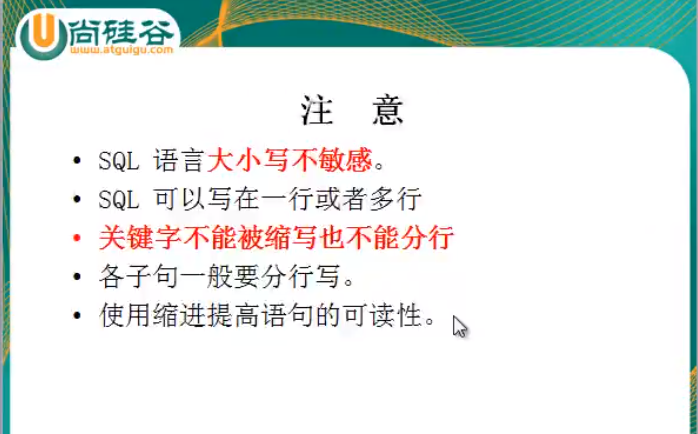 尚硅谷
www.atguigu.com
注 意
• SQL 语言大小写不敏感。
• SQL 可以写在一行或者多行
• 关键字不能被缩写也不能分行
• 各子句一般要分行写。
• 使用缩进提高语句的可读性。